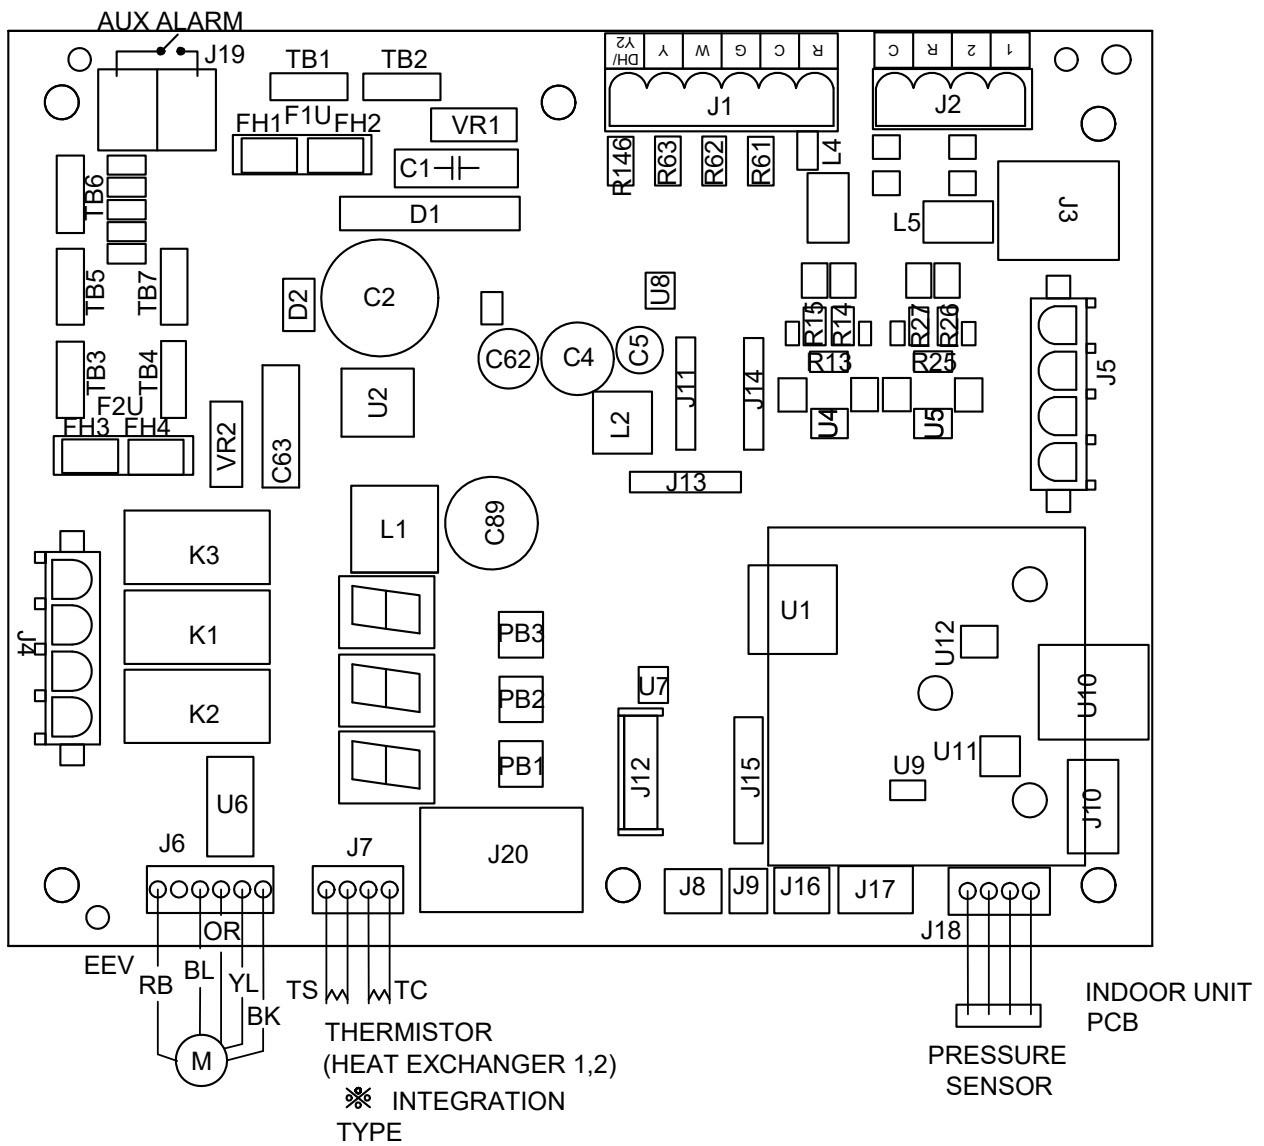 AUX ALARM
J19
TB1
TB2
DH/
Y2
Y
W
G
C
R
C
R
2
1
J1
J2
F1U
FH1
FH2
VR1
C1
D1
R146
R63
R62
R61
L4
L5
J3
TB6
TB5
TB7
D2
C2
U8
C62
C4
C5
R15
R14
R27
R26
R13
R25
J5
TB3
TB4
F2U
FH3
FH4
VR2
C63
U2
L2
J11
J14
U4
U5
J13
K3
L1
C89
J4
K1
K2
PB3
PB2
PB1
U1
U12
U10
U7
U11
U9
J12
J15
J10
U6
J6
J7
J20
J8
J9
J16
J17
J18
EEV
RB
BL
OR
YL
BK
M
TS
TC
THERMISTOR
(HEAT EXCHANGER 1,2)
※ INTEGRATION
TYPE
PRESSURE
SENSOR
INDOOR UNIT
PCB